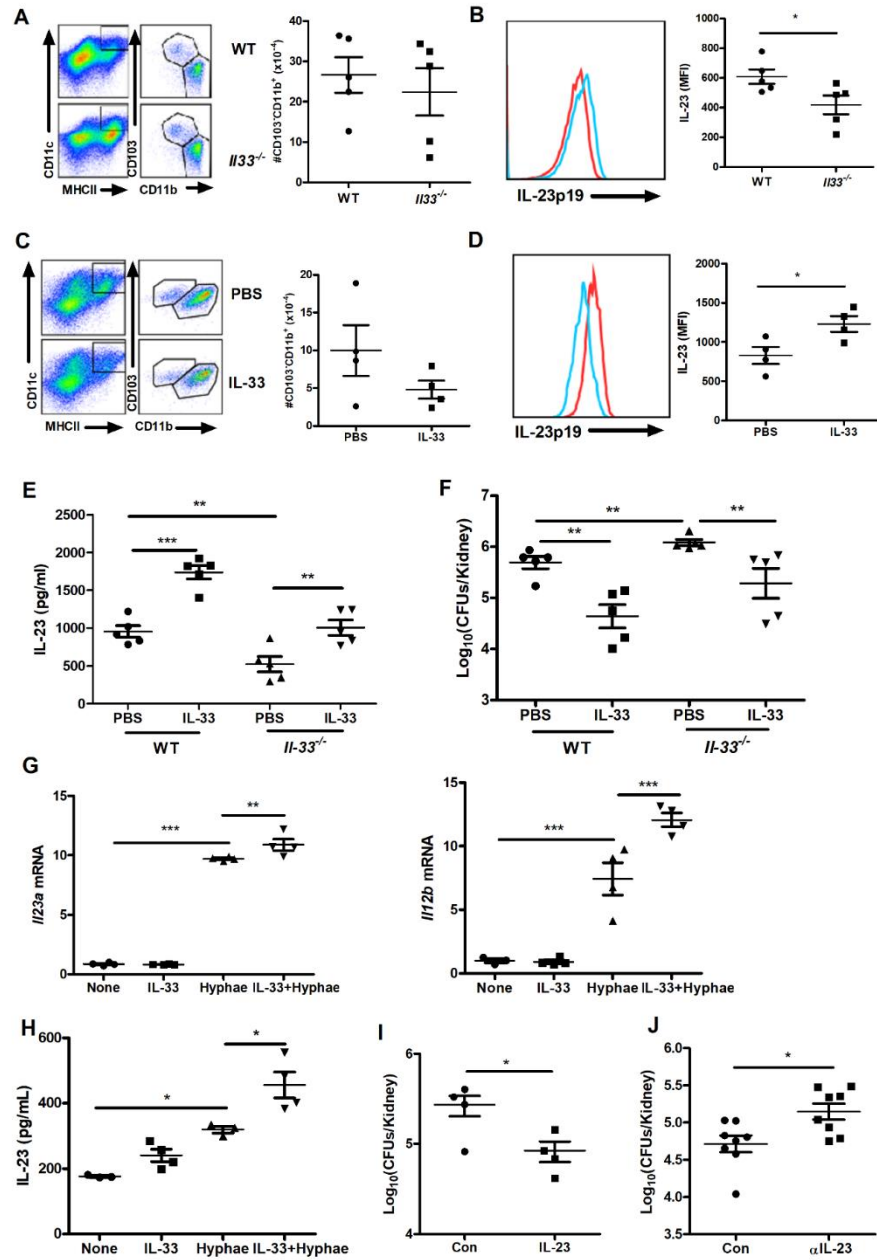 A
B
WT
Il33-/-
CD11c
CD103
MHCII
CD11b
#CD103-CD11b+ (x10-4)
40
30
20
10
0
WT
Il33-/-
IL-23p19
IL-23 (MFI)
1000
800
600
400
200
0
*
WT
Il33-/-
C
D
PBS
IL-33
CD11c
CD103
MHCII
CD11b
#CD103-CD11b+ (x10-4)
20
15
10
5
0
PBS
IL-33
IL-23p19
IL-23 (MFI)
2000
1500
1000
500
0
*
PBS
IL-33
E
IL-23 (pg/ml)
2500
2000
1500
1000
500
0
**
***
**
PBS IL-33 PBS IL-33
WT Il-33-/-
F
Log10(CFUs/Kidney)
7
6
5
4
3
**
**
**
PBS IL-33 PBS IL-33
WT Il-33-/-
G
Il23a mRNA
15
10
5
0
***
**
None IL-33 Hyphae IL-33+Hyphae
Il12b mRNA
15
10
5
0
***
***
None IL-33 Hyphae IL-33+Hyphae
H
IL-23 (pg/mL)
600
400
200
0
*
*
None IL-33 Hyphae IL-33+Hyphae
I
Log10(CFUs/Kidney)
6
5
4
*
Con IL-23
J
Log10(CFUs/Kidney)
6.0
5.5
5.0
4.5
4.0
3.5
*
Con αIL-23